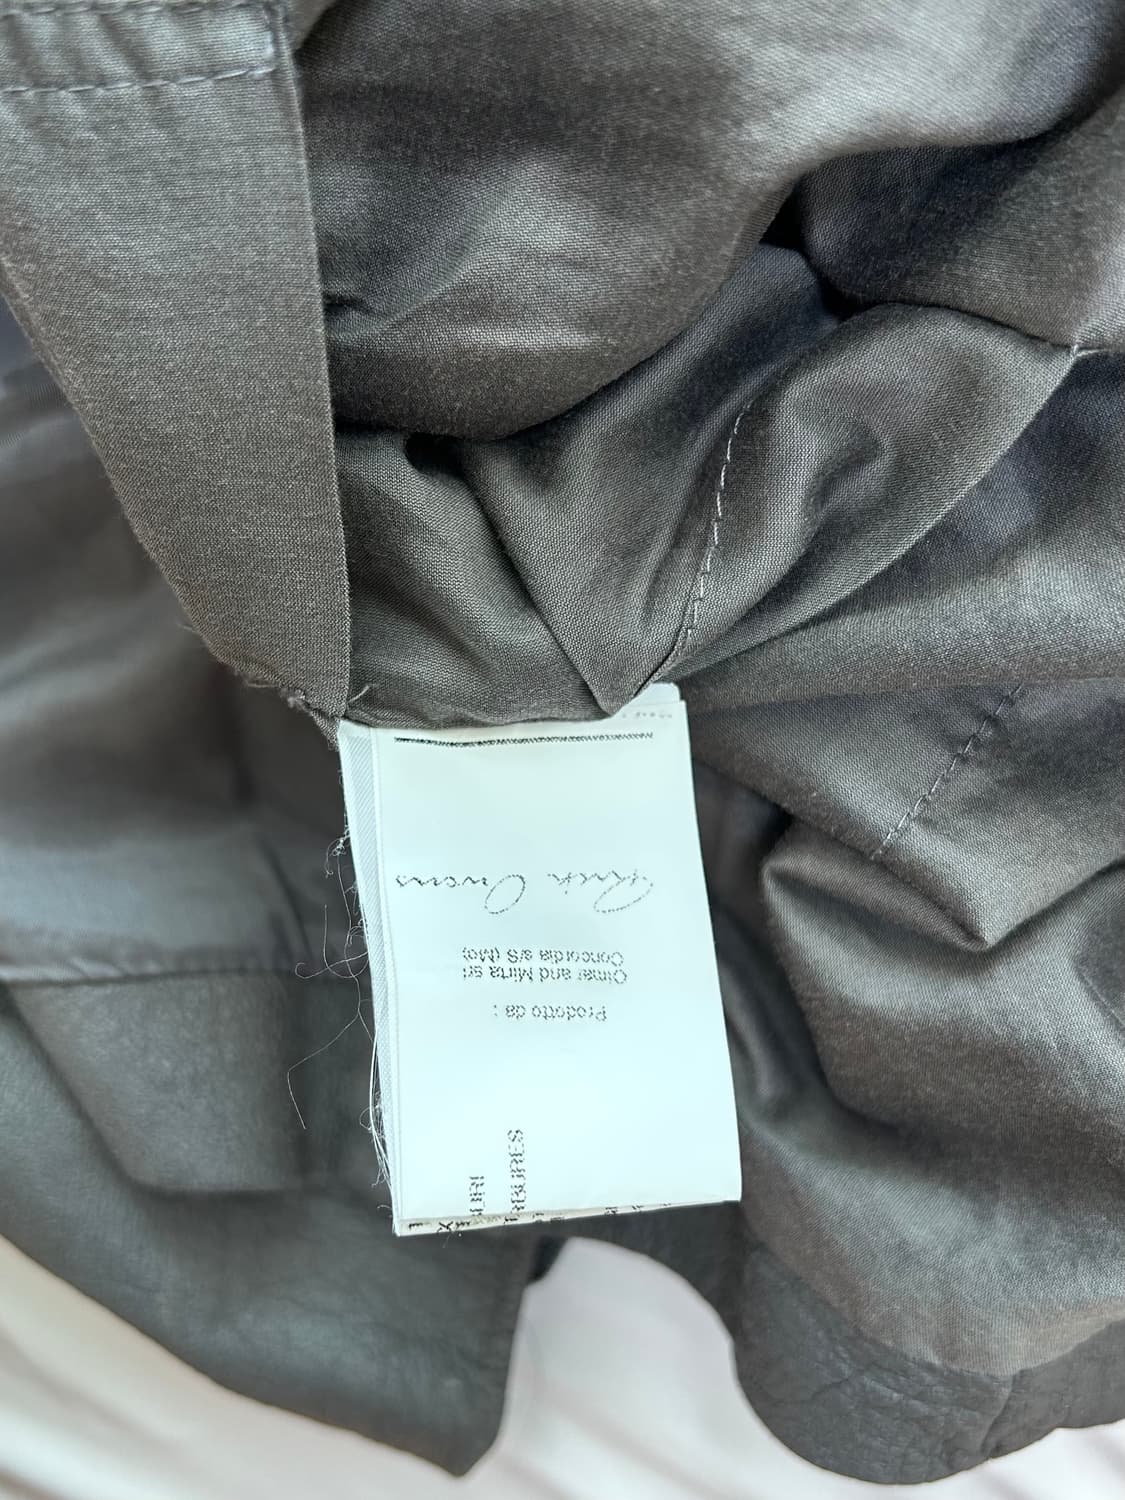 Prodotto da :
Olmar and Mirta srl
Concordia s/S (Mo)
Rick Owens